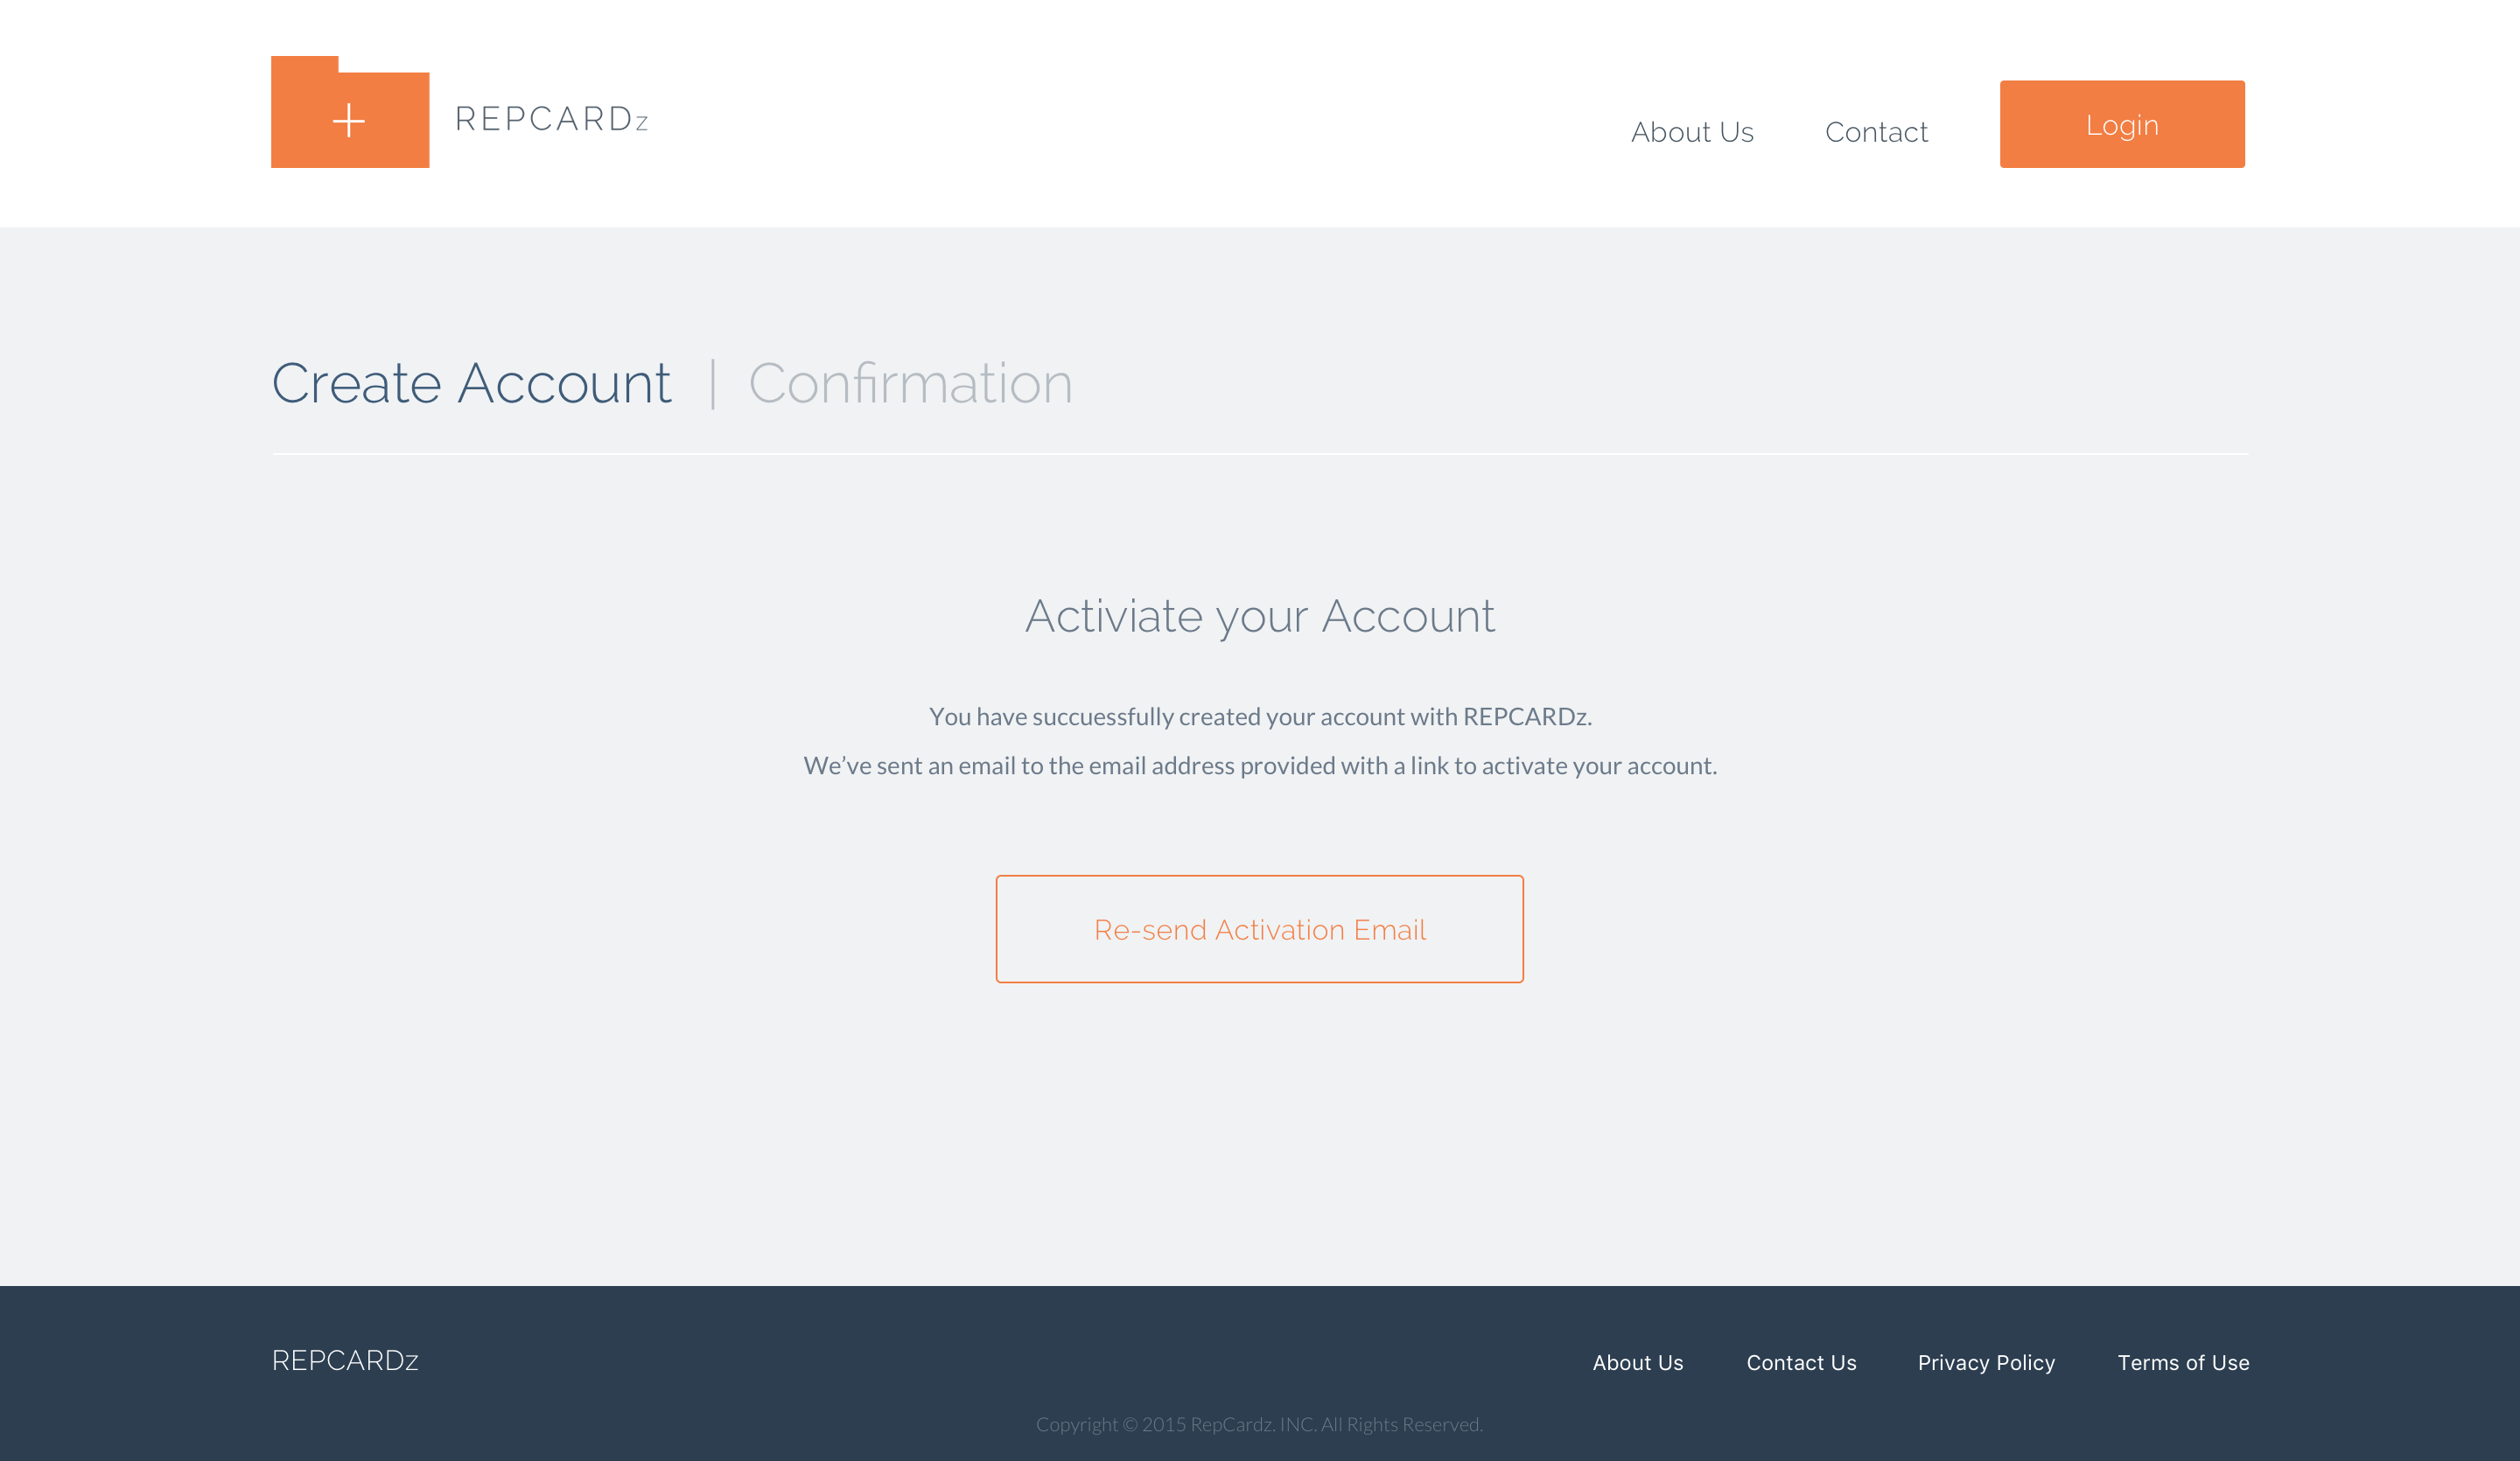 REPCARDz
About Us Contact Login
Create Account | Confirmation
Activiate your Account
You have succuessfully created your account with REPCARDz.
We’ve sent an email to the email address provided with a link to activate your account.
Re-send Activation Email
REPCARDz
About Us Contact Us Privacy Policy Terms of Use
Copyright © 2015 RepCardz. INC. All Rights Reserved.